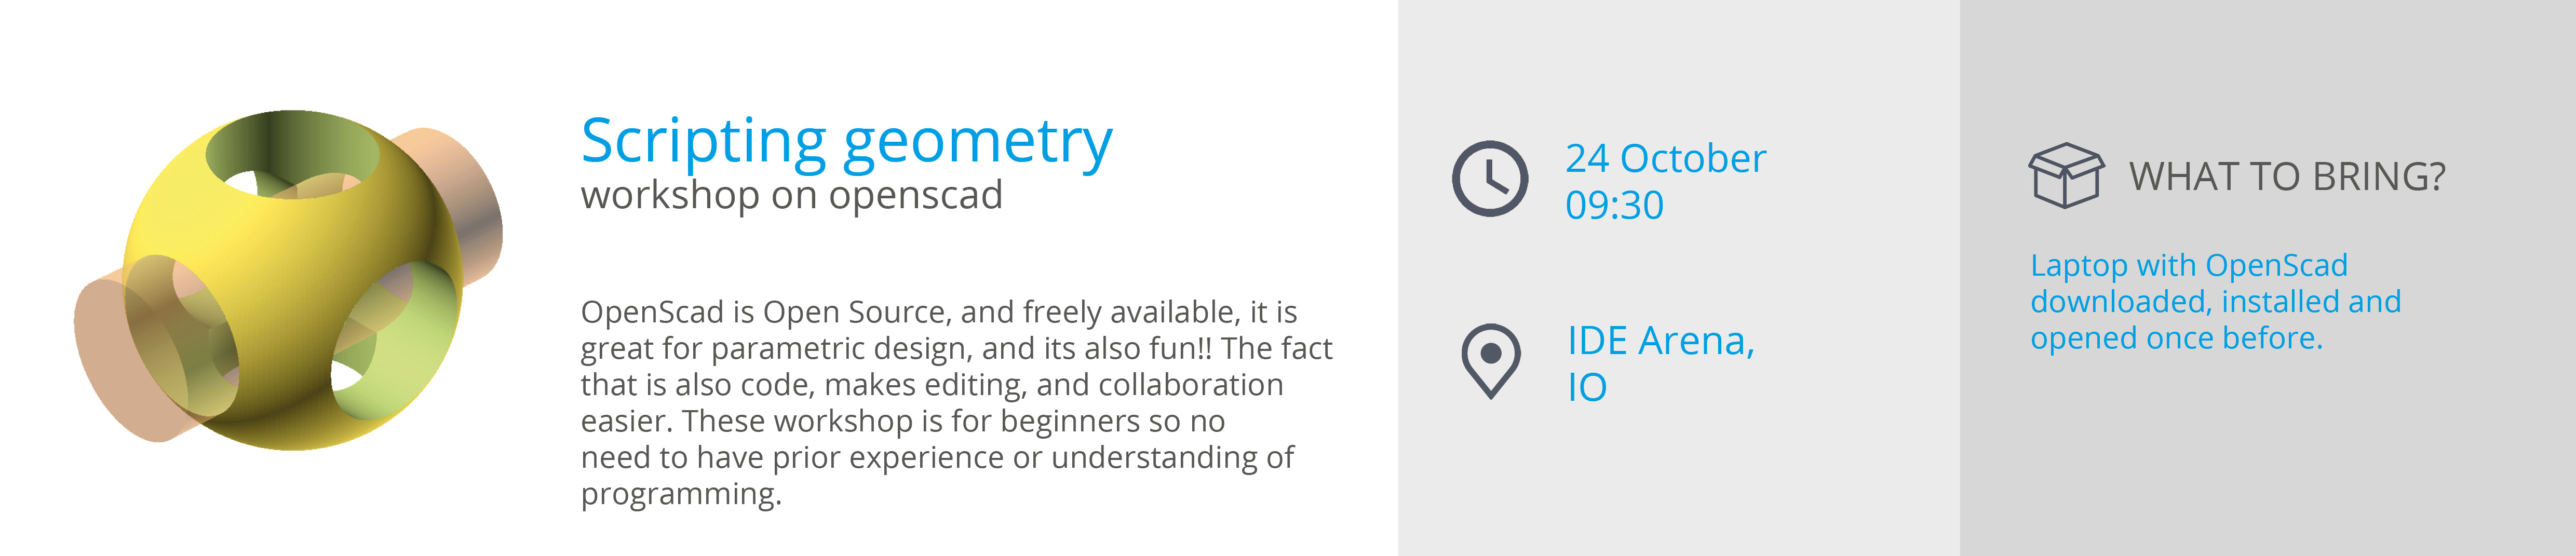 Scripting geometry
workshop on openscad
OpenScad is Open Source, and freely available, it is
great for parametric design, and its also fun!! The fact
that is also code, makes editing, and collaboration
easier. These workshop is for beginners so no
need to have prior experience or understanding of
programming.
24 October
09:30
IDE Arena,
IO
WHAT TO BRING?
Laptop with OpenScad
downloaded, installed and
opened once before.